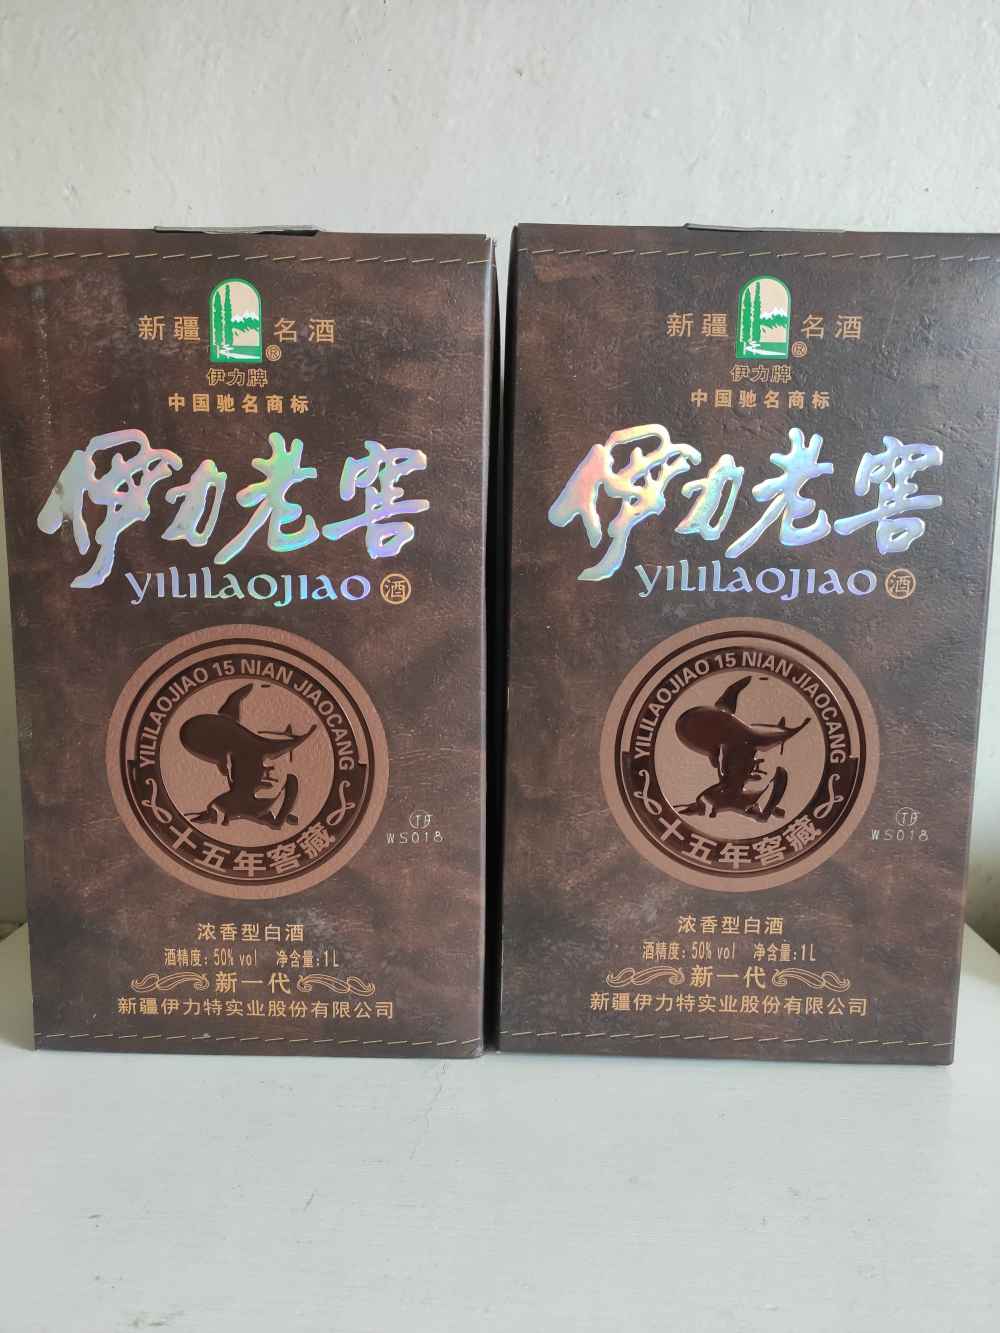 新疆 名酒
®
伊力牌
中国驰名商标
伊力老窖
YILILAOJIAO 酒
YILILAOJIAO 15 NIAN JIAOCANG
十五年窖藏
WS018
浓香型白酒
酒精度:50% vol 净含量:1L
新一代
新疆伊力特实业股份有限公司
新疆 名酒
®
伊力牌
中国驰名商标
伊力老窖
YILILAOJIAO 酒
YILILAOJIAO 15 NIAN JIAOCANG
十五年窖藏
WS018
浓香型白酒
酒精度:50% vol 净含量:1L
新一代
新疆伊力特实业股份有限公司